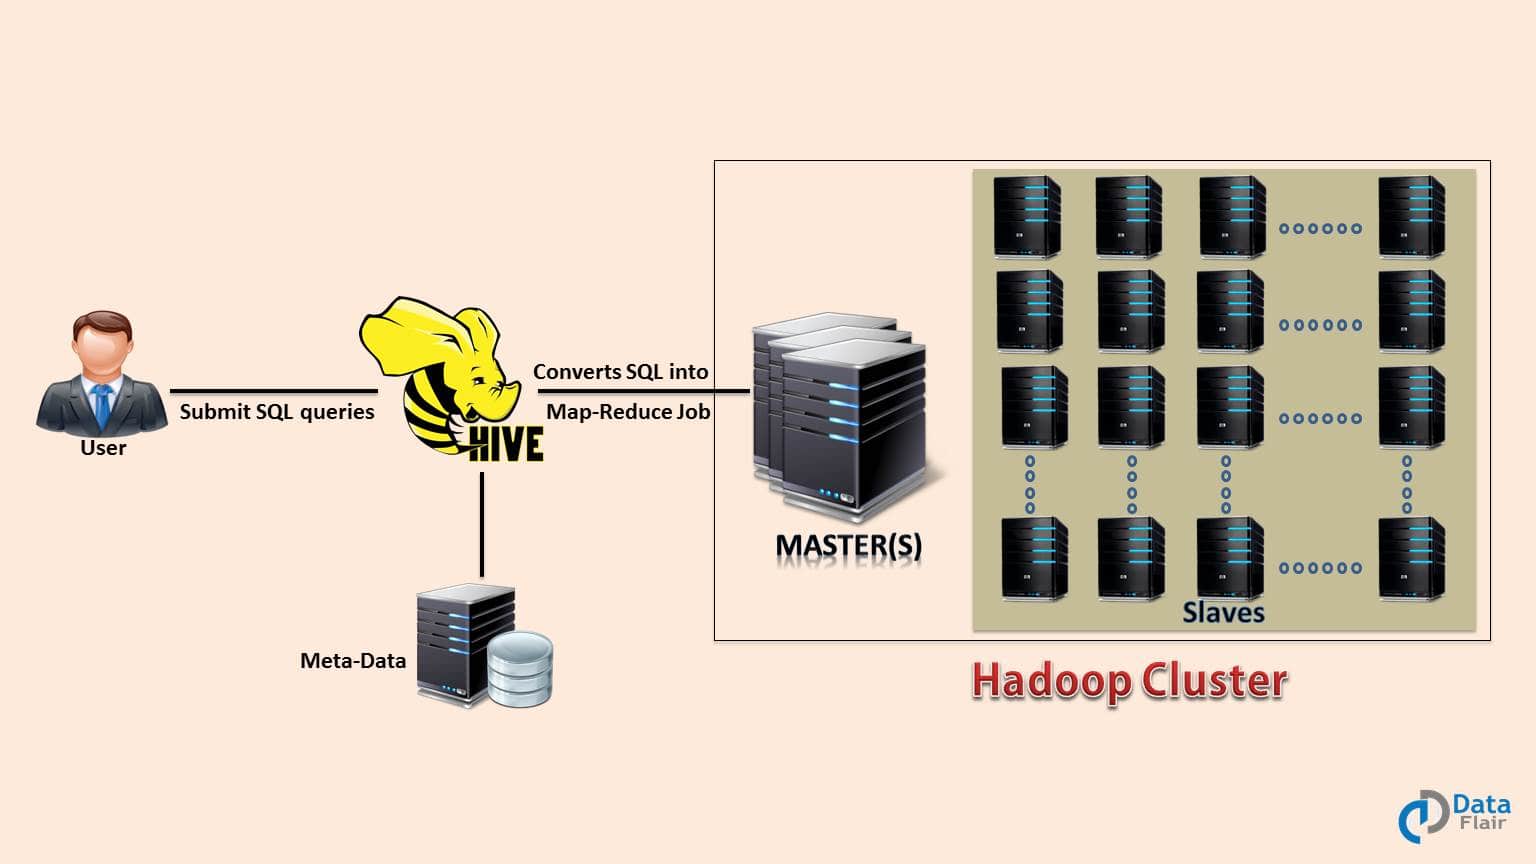 Converts SQL into
Submit SQL queries
Map-Reduce Job
User
HIVE
MASTER(S)
Slaves
Meta-Data
Hadoop Cluster
Data
Flair